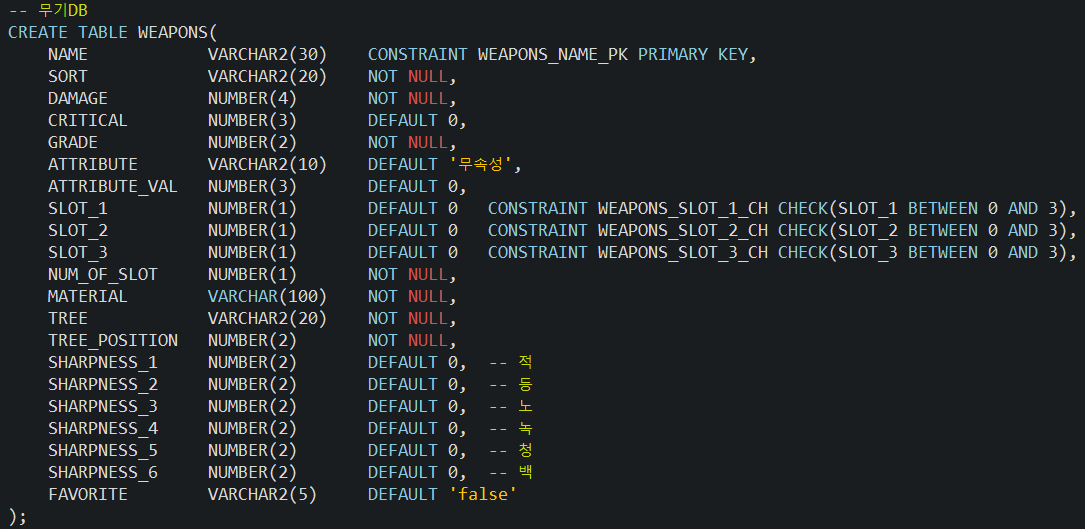 -- 무기DB
CREATE TABLE WEAPONS(
    NAME            VARCHAR2(30)    CONSTRAINT WEAPONS_NAME_PK PRIMARY KEY,
    SORT            VARCHAR2(20)    NOT NULL,
    DAMAGE          NUMBER(4)       NOT NULL,
    CRITICAL        NUMBER(3)       DEFAULT 0,
    GRADE           NUMBER(2)       NOT NULL,
    ATTRIBUTE       VARCHAR2(10)    DEFAULT '무속성',
    ATTRIBUTE_VAL   NUMBER(3)       DEFAULT 0,
    SLOT_1          NUMBER(1)       DEFAULT 0   CONSTRAINT WEAPONS_SLOT_1_CH CHECK(SLOT_1 BETWEEN 0 AND 3),
    SLOT_2          NUMBER(1)       DEFAULT 0   CONSTRAINT WEAPONS_SLOT_2_CH CHECK(SLOT_2 BETWEEN 0 AND 3),
    SLOT_3          NUMBER(1)       DEFAULT 0   CONSTRAINT WEAPONS_SLOT_3_CH CHECK(SLOT_3 BETWEEN 0 AND 3),
    NUM_OF_SLOT     NUMBER(1)       NOT NULL,
    MATERIAL        VARCHAR(100)    NOT NULL,
    TREE            VARCHAR2(20)    NOT NULL,
    TREE_POSITION   NUMBER(2)       NOT NULL,
    SHARPNESS_1     NUMBER(2)       DEFAULT 0,  -- 적
    SHARPNESS_2     NUMBER(2)       DEFAULT 0,  -- 등
    SHARPNESS_3     NUMBER(2)       DEFAULT 0,  -- 노
    SHARPNESS_4     NUMBER(2)       DEFAULT 0,  -- 녹
    SHARPNESS_5     NUMBER(2)       DEFAULT 0,  -- 청
    SHARPNESS_6     NUMBER(2)       DEFAULT 0,  -- 백
    FAVORITE        VARCHAR2(5)     DEFAULT 'false'
);